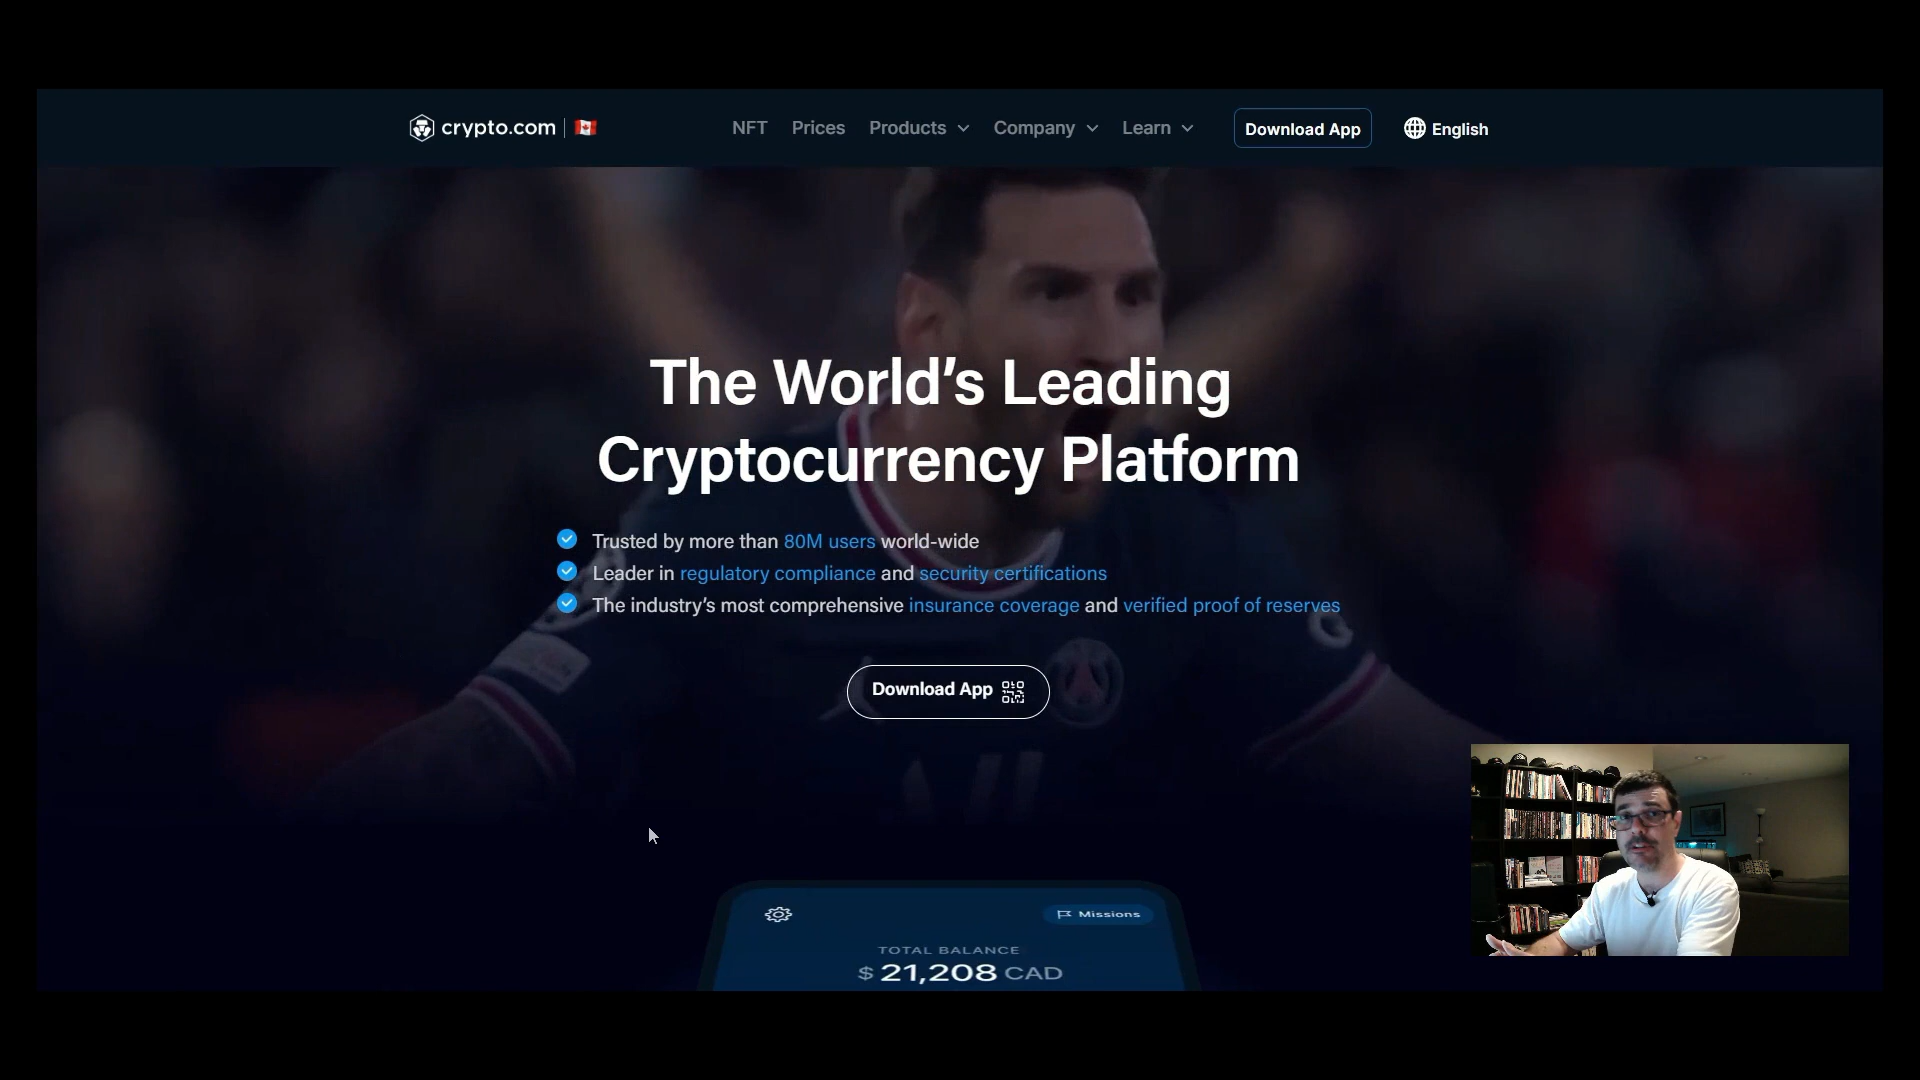 crypto.com
NFT
Prices
Products
Company
Learn
Download App
English
The World's Leading
Cryptocurrency Platform
Trusted by more than 80M users world-wide
Leader in regulatory compliance and security certifications
The industry's most comprehensive insurance coverage and verified proof of reserves
Download App
Missions
TOTAL BALANCE
$ 21,208 CAD